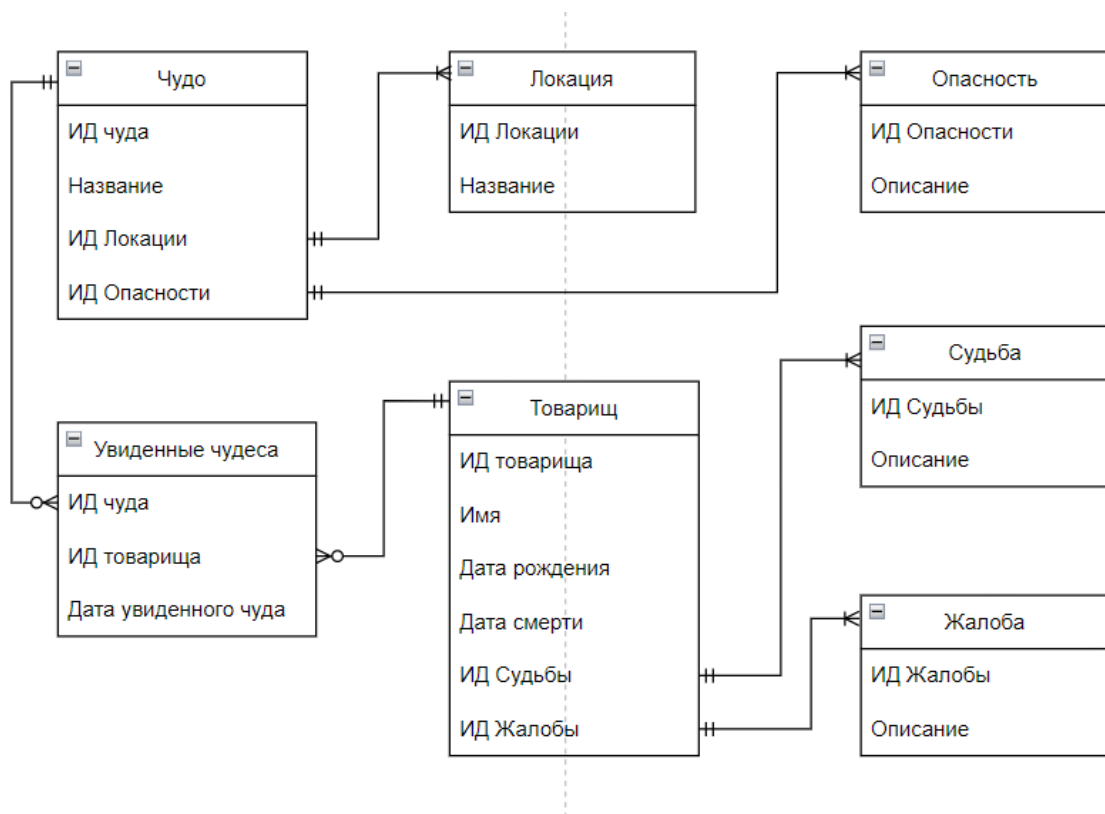 Чудо
ИД чуда
Название
ИД Локации
ИД Опасности
Локация
ИД Локации
Название
Опасность
ИД Опасности
Описание
Увиденные чудеса
ИД чуда
ИД товарища
Дата увиденного чуда
Товарищ
ИД товарища
Имя
Дата рождения
Дата смерти
ИД Судьбы
ИД Жалобы
Судьба
ИД Судьбы
Описание
Жалоба
ИД Жалобы
Описание